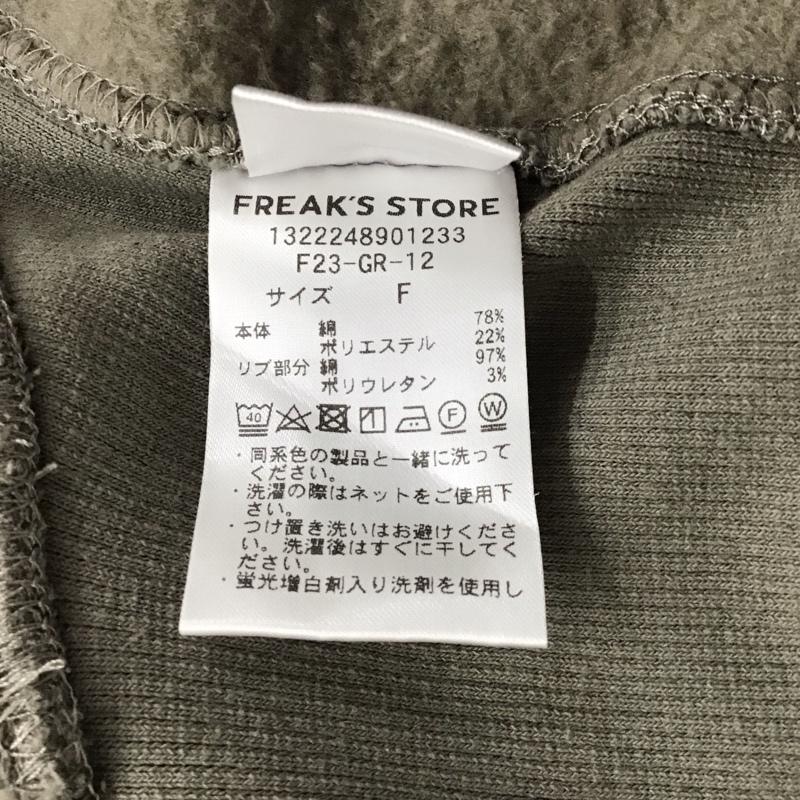 FREAK'S STORE
1322248901233
F23-GR-12
サイズ F
本体 綿 78%
ポリエステル 22%
リブ部分 綿 97%
ポリウレタン 3%
40 F W
・同系色の製品と一緒に洗って
ください。
・洗濯の際はネットをご使用下
さい。
・つけ置き洗いはお避けくださ
い。洗濯後はすぐに干してく
ださい。
・蛍光増白剤入り洗剤を使用し